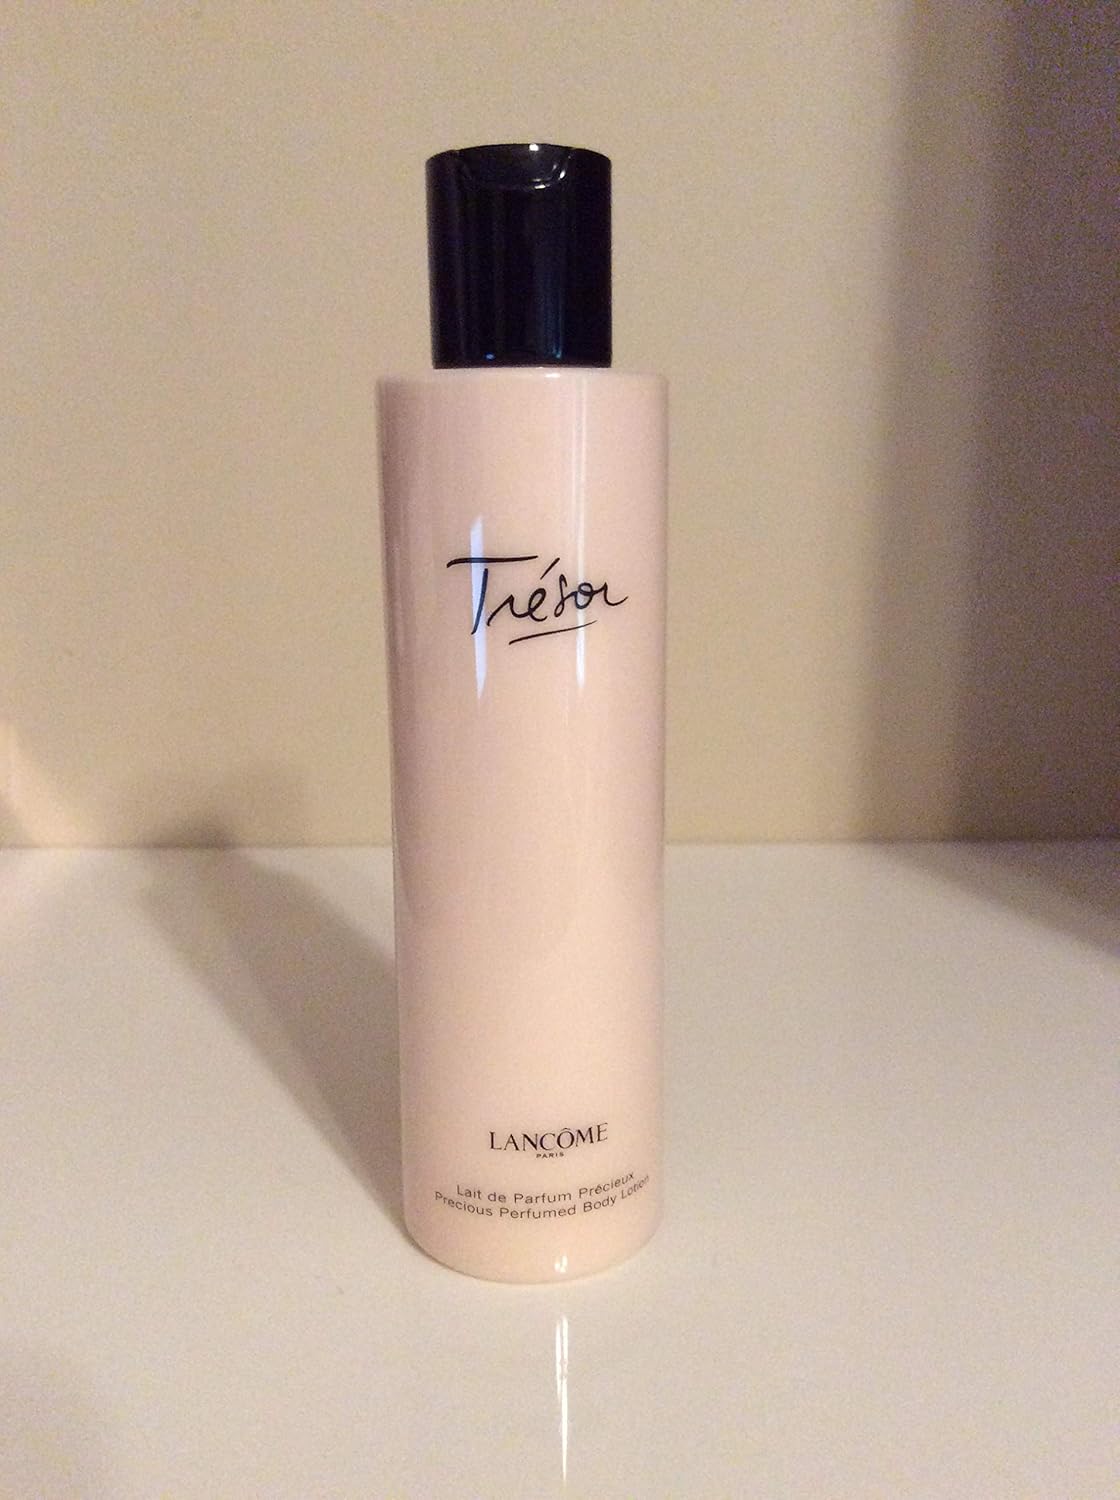 Trésor
LANCÔME
PARIS
Lait de Parfum Précieux
Precious Perfumed Body Lotion